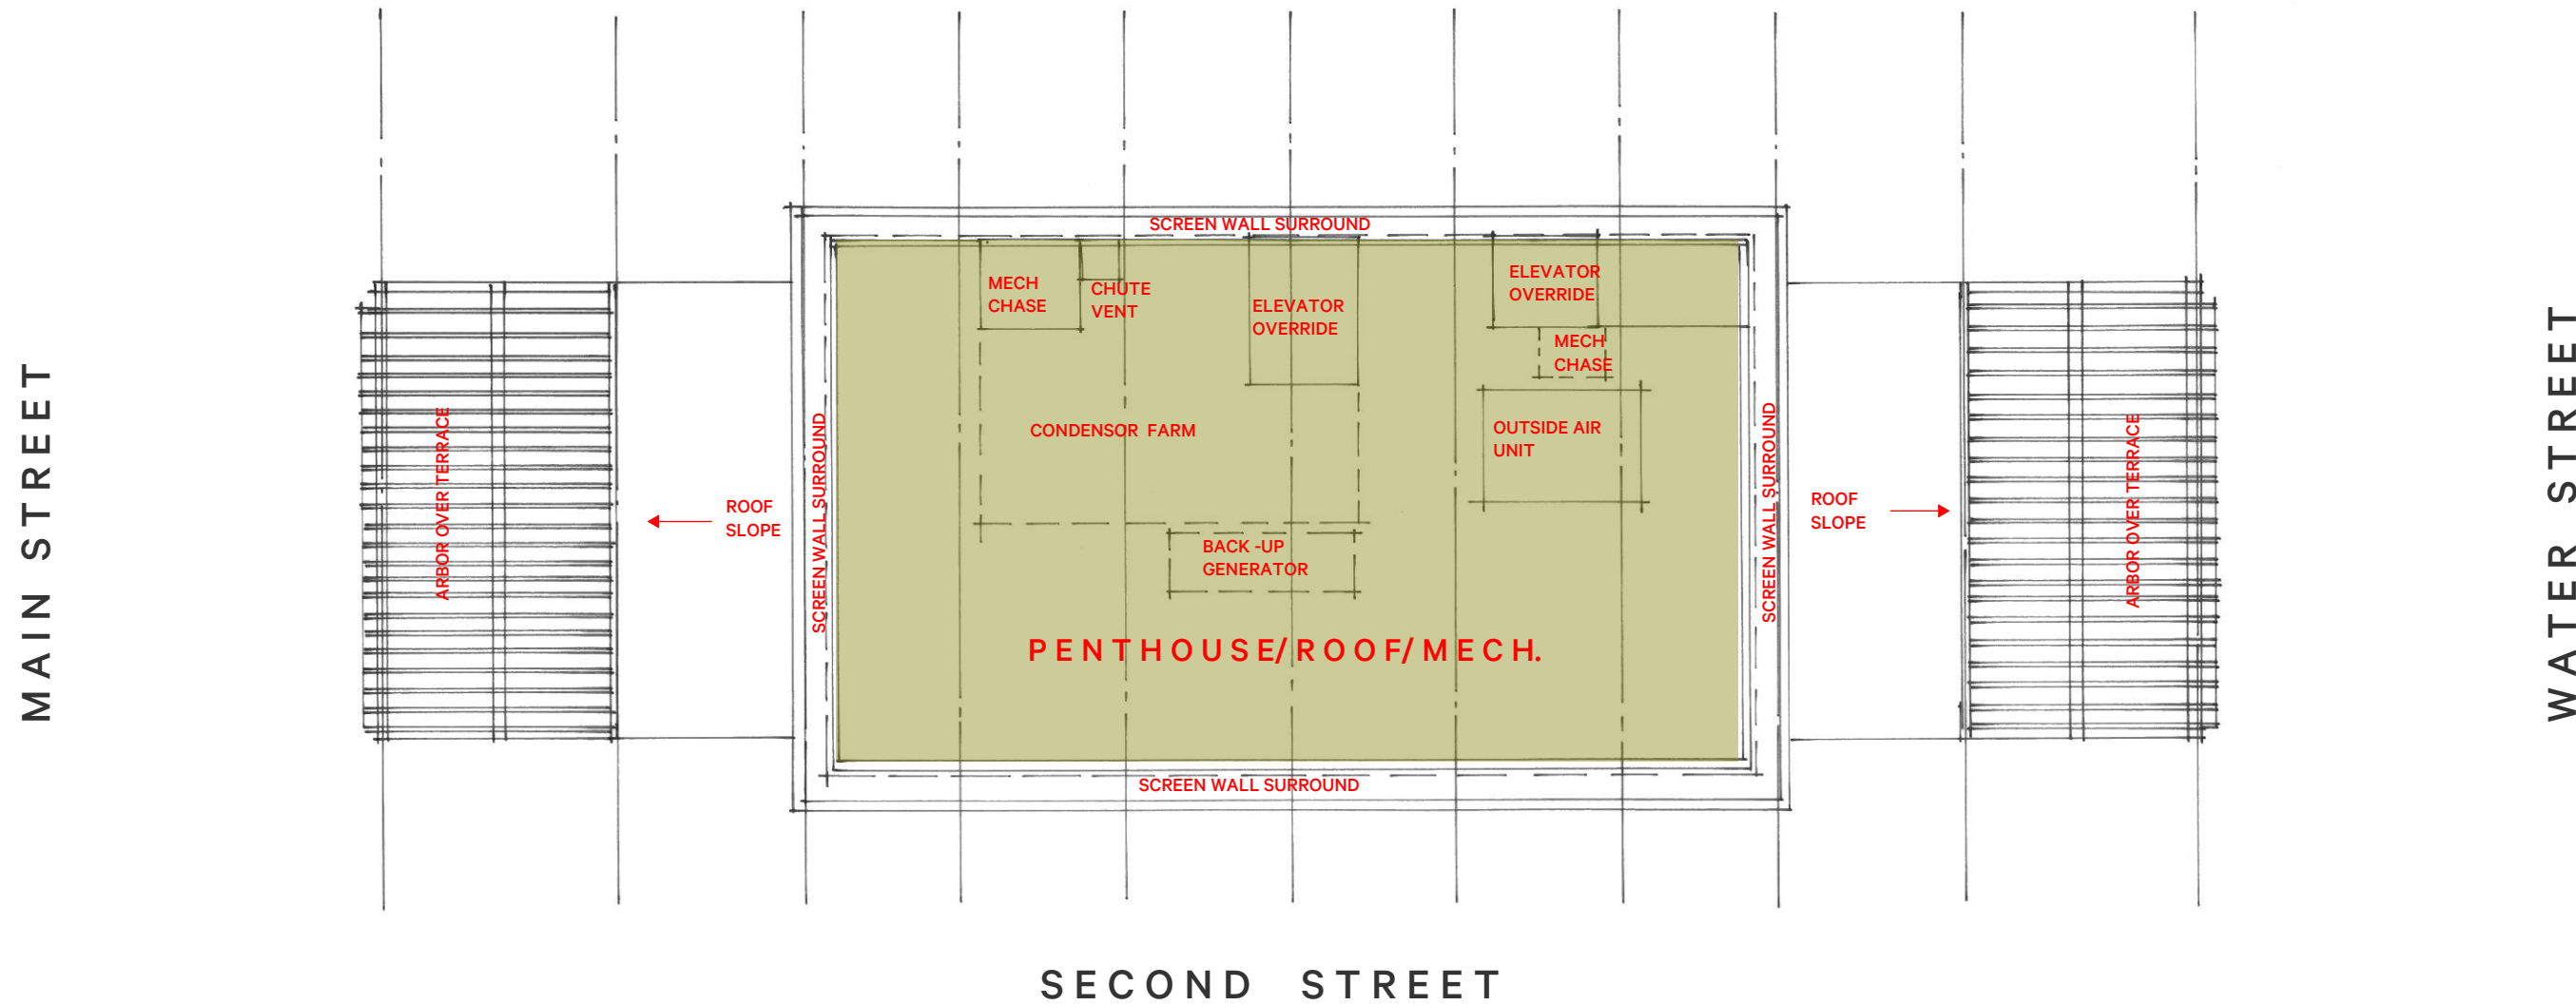 SCREEN WALL SURROUND
MECH
CHASE
CHUTE
VENT
ELEVATOR
OVERRIDE
ELEVATOR
OVERRIDE
MECH
CHASE
CONDENSOR FARM
OUTSIDE AIR
UNIT
MAIN STREET
ARBOR OVER TERRACE
ROOF
SLOPE
SCREEN WALL SURROUND
SCREEN WALL SURROUND
ROOF
SLOPE
ARBOR OVER TERRACE
WATER STREET
BACK -UP
GENERATOR
PENTHOUSE/ROOF/MECH.
SCREEN WALL SURROUND
SECOND STREET